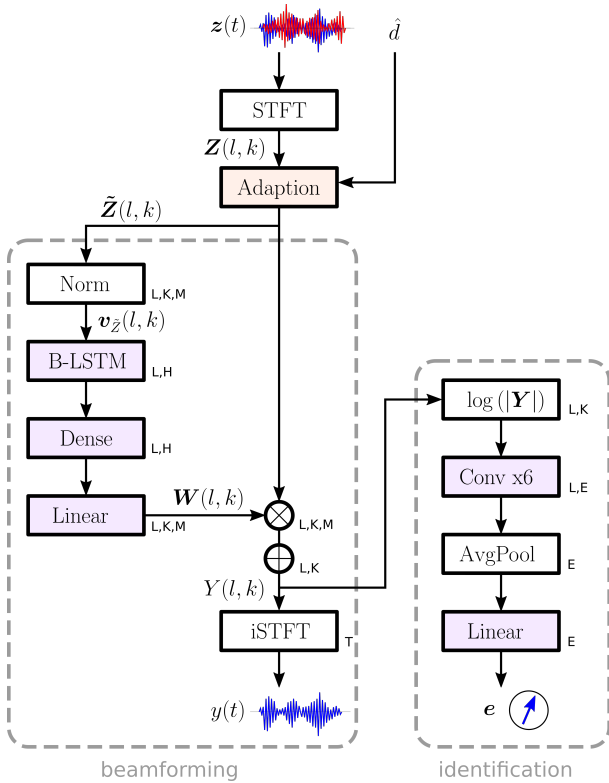 z(t)
d̂
STFT
Z(l, k)
Adaption
Z̃(l, k)
Norm
L,K,M
v_Z̃(l, k)
B-LSTM
L,H
Dense
L,H
Linear
L,K,M
W(l, k)
L,K,M
L,K
Y(l, k)
iSTFT
T
y(t)
beamforming
log (|Y|)
L,K
Conv x6
L,E
AvgPool
E
Linear
E
e
identification